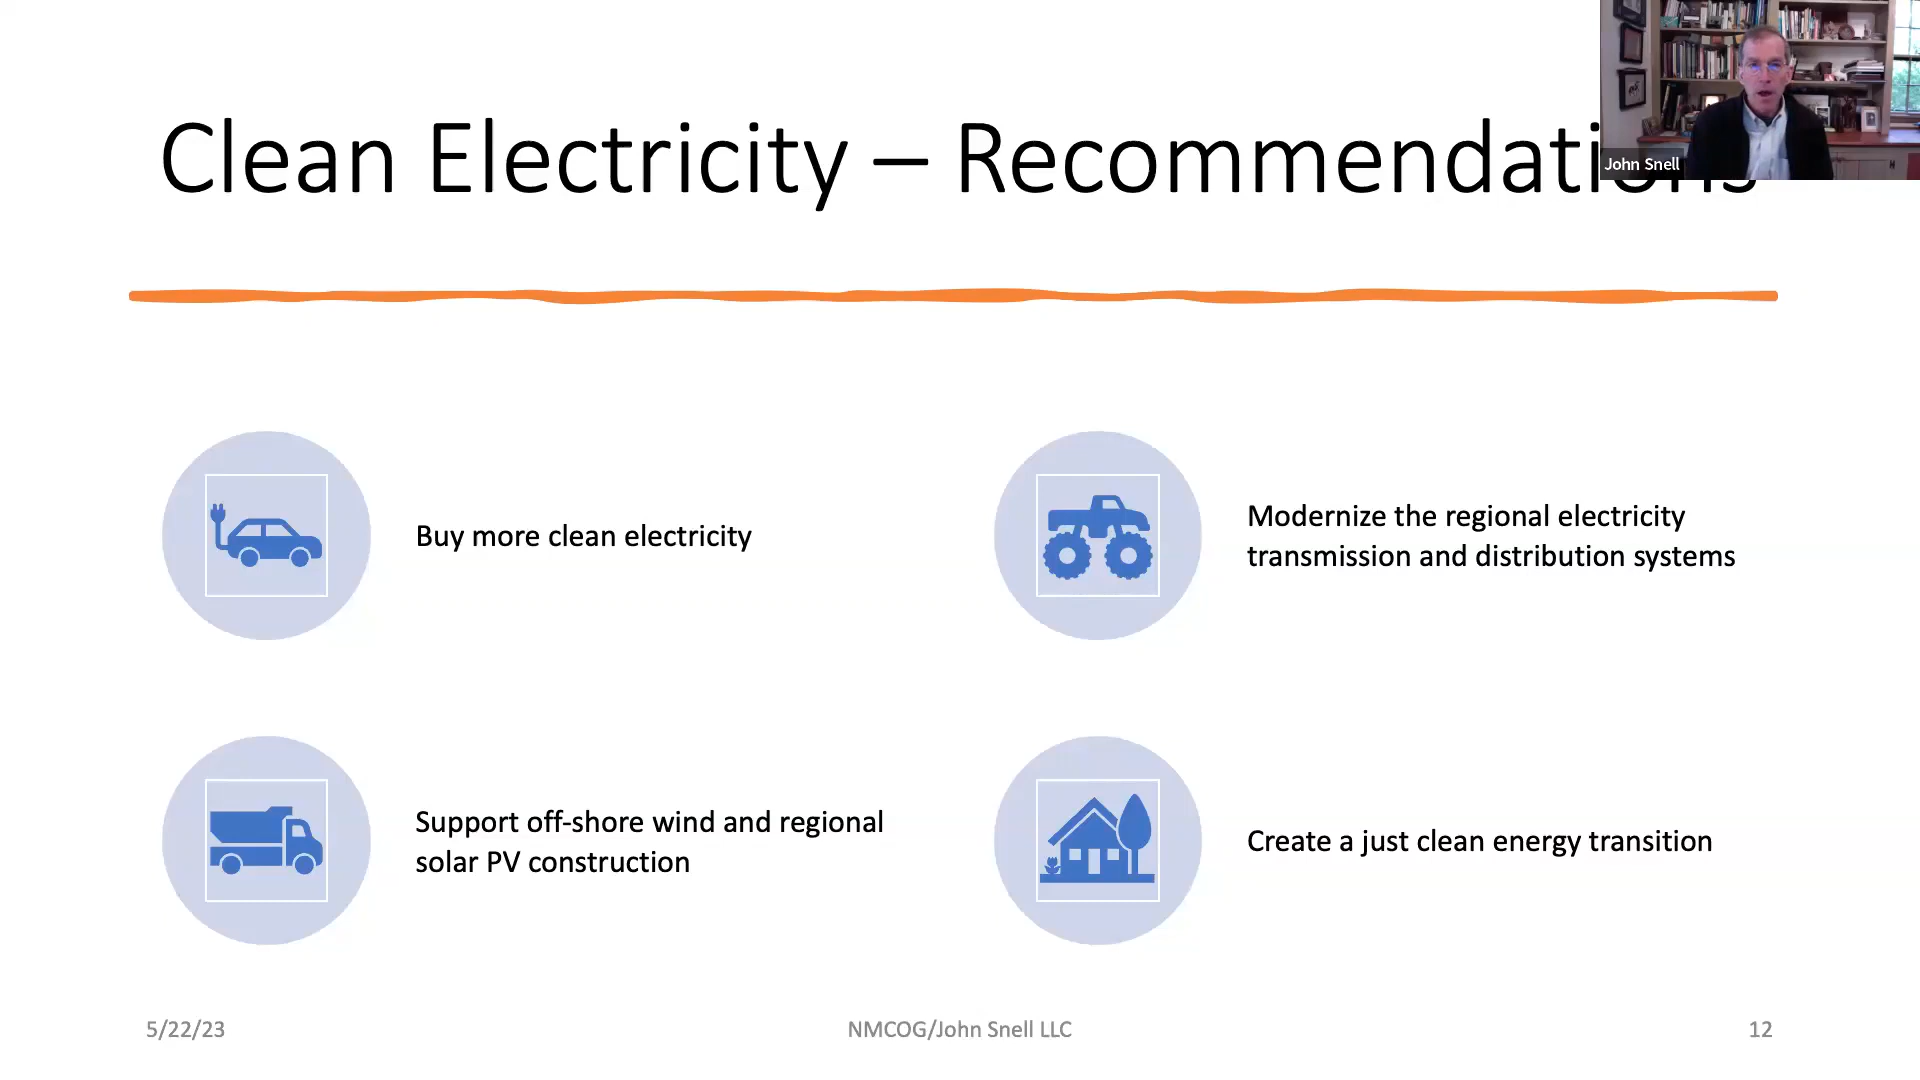 Clean Electricity – Recommendations
John Snell
Buy more clean electricity
Modernize the regional electricity
transmission and distribution systems
Support off-shore wind and regional
solar PV construction
Create a just clean energy transition
5/22/23
NMCOG/John Snell LLC
12